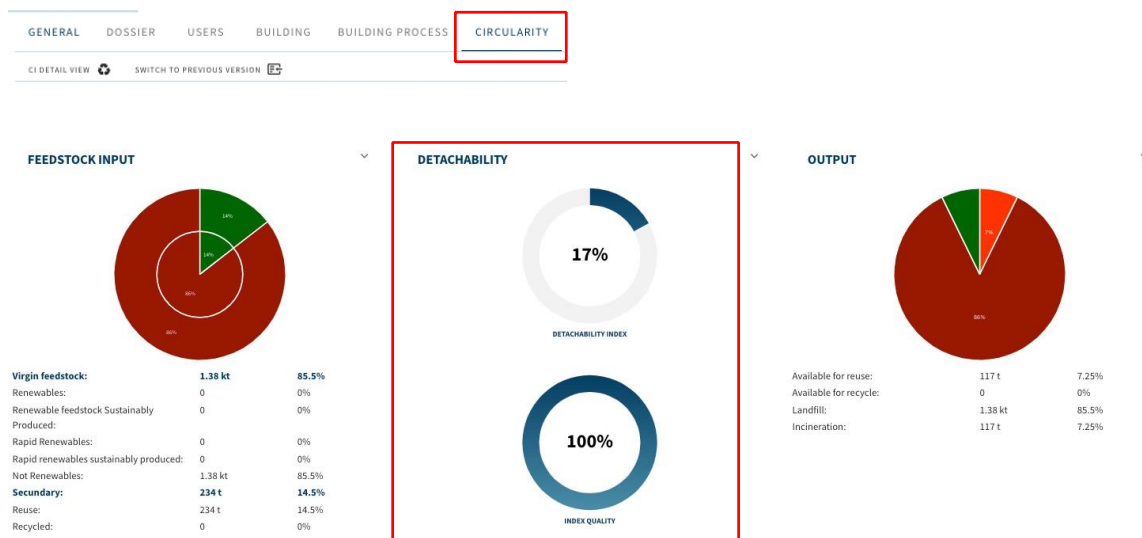 GENERAL DOSSIER USERS BUILDING BUILDING PROCESS CIRCULARITY
CI DETAIL VIEW SWITCH TO PREVIOUS VERSION
FEEDSTOCK INPUT
14%
14%
86%
86%
Virgin feedstock: 1.38 kt 85.5%
Renewables: 0 0%
Renewable feedstock Sustainably 0 0%
Produced:
Rapid Renewables: 0 0%
Rapid renewables sustainably produced: 0 0%
Not Renewables: 1.38 kt 85.5%
Secundary: 234 t 14.5%
Reuse: 234 t 14.5%
Recycled: 0 0%
DETACHABILITY
17%
DETACHABILITY INDEX
100%
INDEX QUALITY
OUTPUT
7%
86%
Available for reuse: 117 t 7.25%
Available for recycle: 0 0%
Landfill: 1.38 kt 85.5%
Incineration: 117 t 7.25%